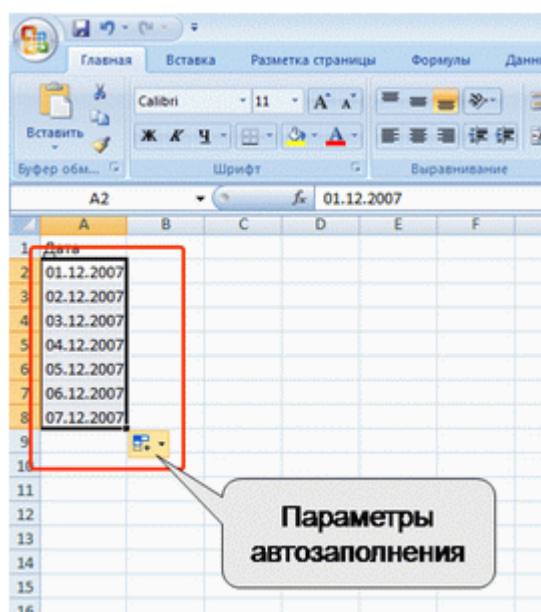 Главная Вставка Разметка страницы Формулы
Calibri 11 A A
Вставить Ж К Ч A
Буфер обм... Шрифт Выравнивание
A2 fx 01.12.2007
A B C D E F
1 Дата
2 01.12.2007
3 02.12.2007
4 03.12.2007
5 04.12.2007
6 05.12.2007
7 06.12.2007
8 07.12.2007
9
10
11
12
13
14
15
16
Параметры
автозаполнения